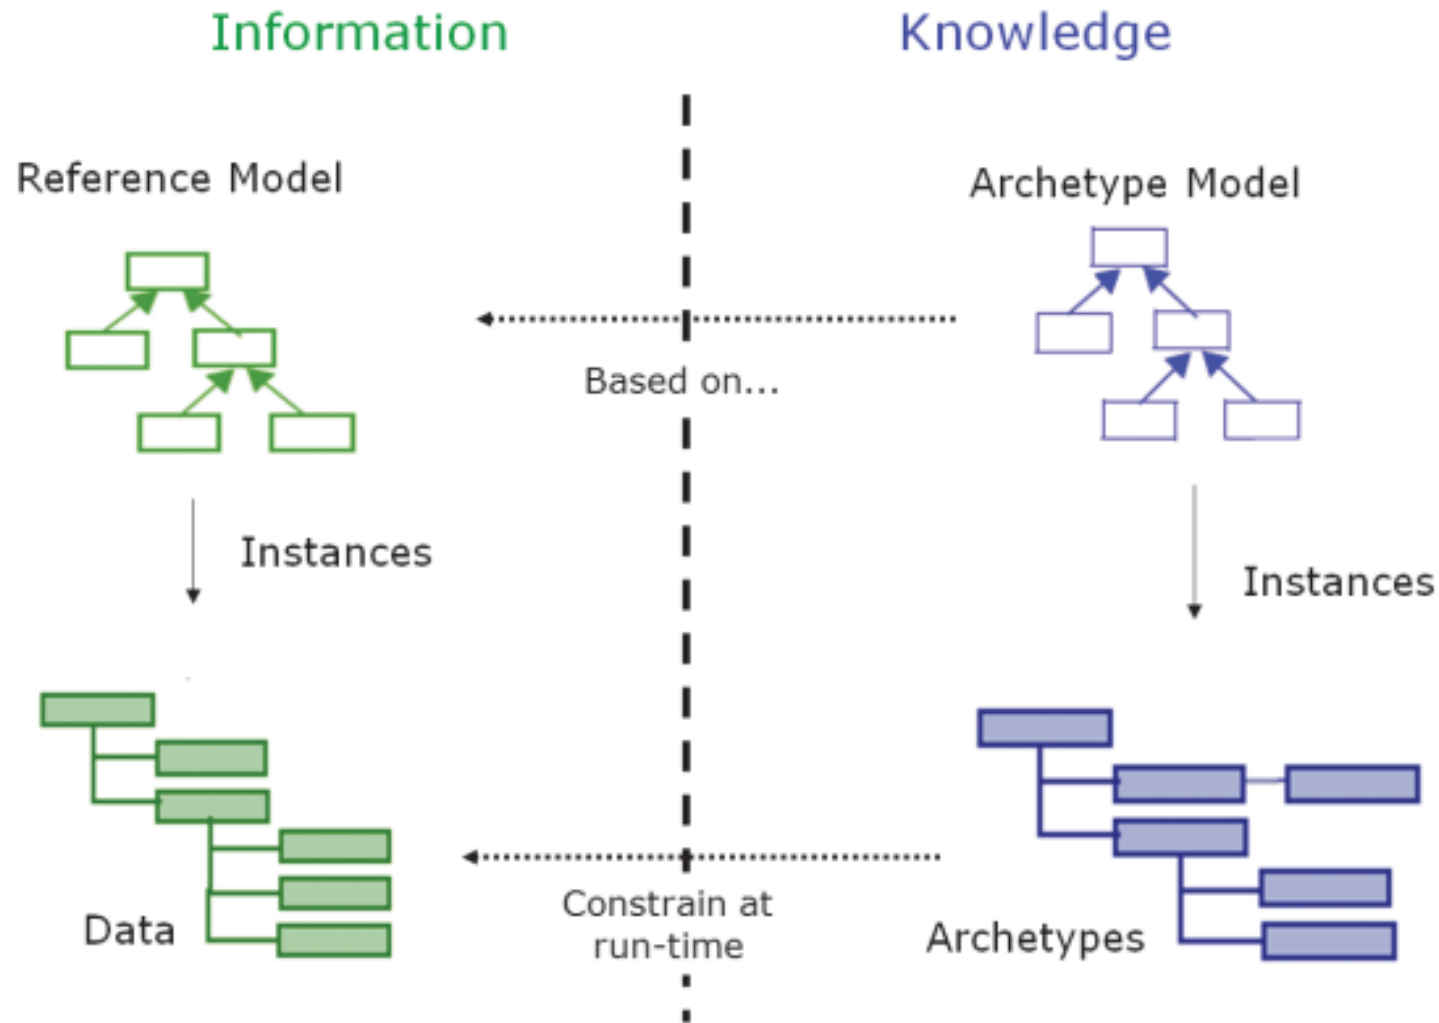 Information
Knowledge
Reference Model
Archetype Model
Based on...
Instances
Instances
Data
Constrain at
run-time
Archetypes